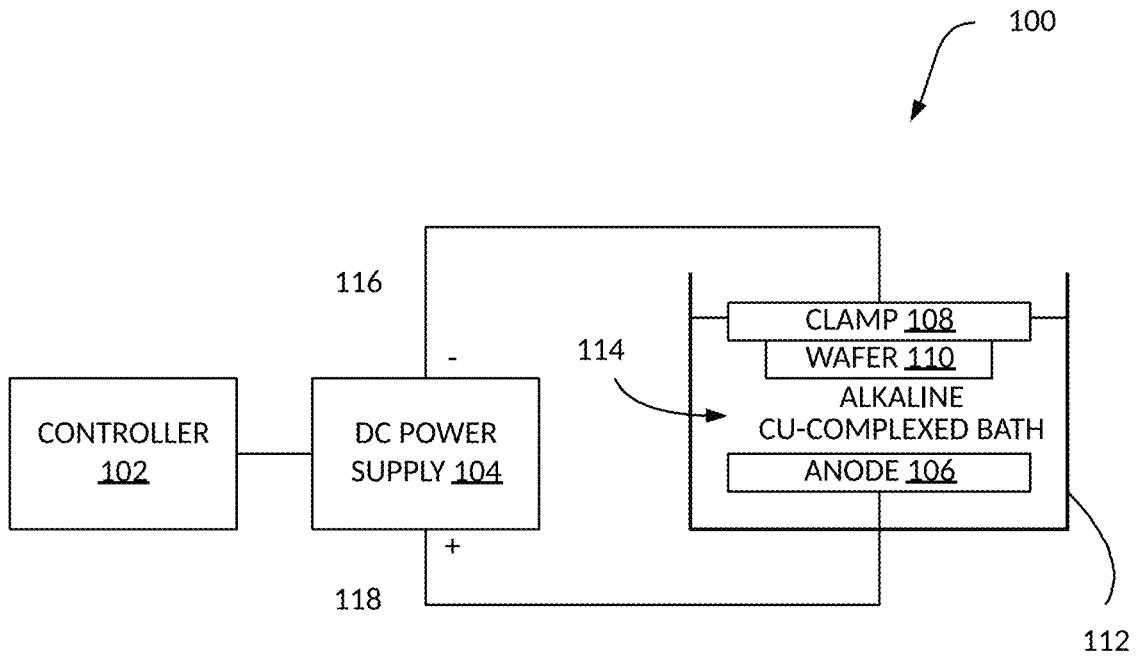 100
116
-
CLAMP 108
WAFER 110
114
ALKALINE
CU-COMPLEXED BATH
CONTROLLER
102
DC POWER
SUPPLY 104
ANODE 106
+
118
112